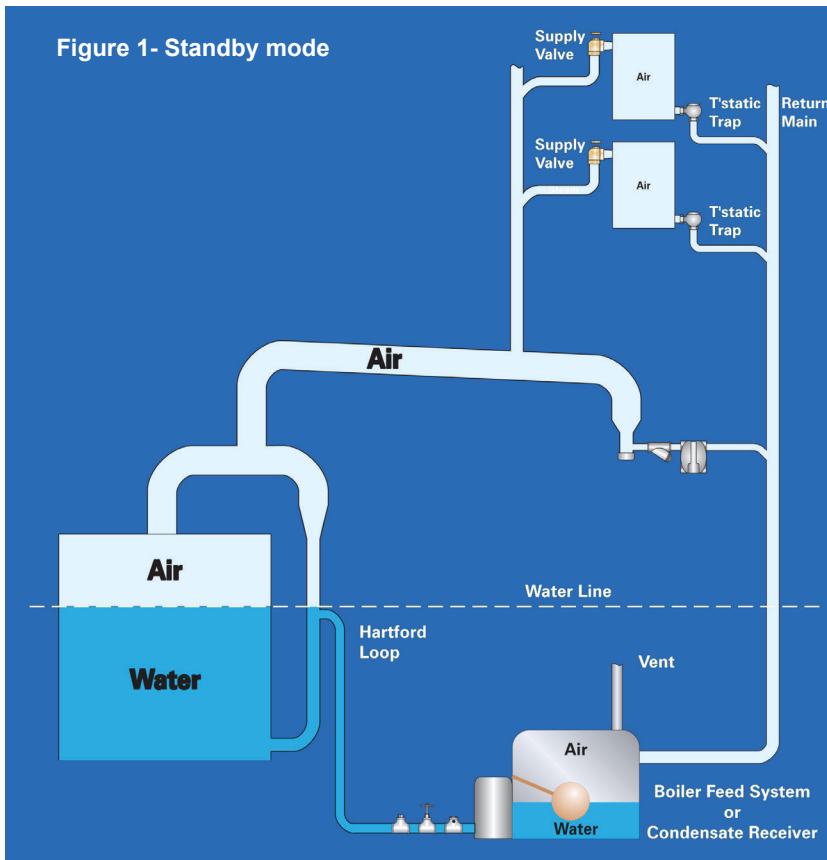 Figure 1- Standby mode
Supply
Valve
Air
T'static
Trap
Return
Main
Supply
Valve
Air
T'static
Trap
Air
Air
Water Line
Hartford
Loop
Water
Vent
Air
Boiler Feed System
or
Condensate Receiver
Water